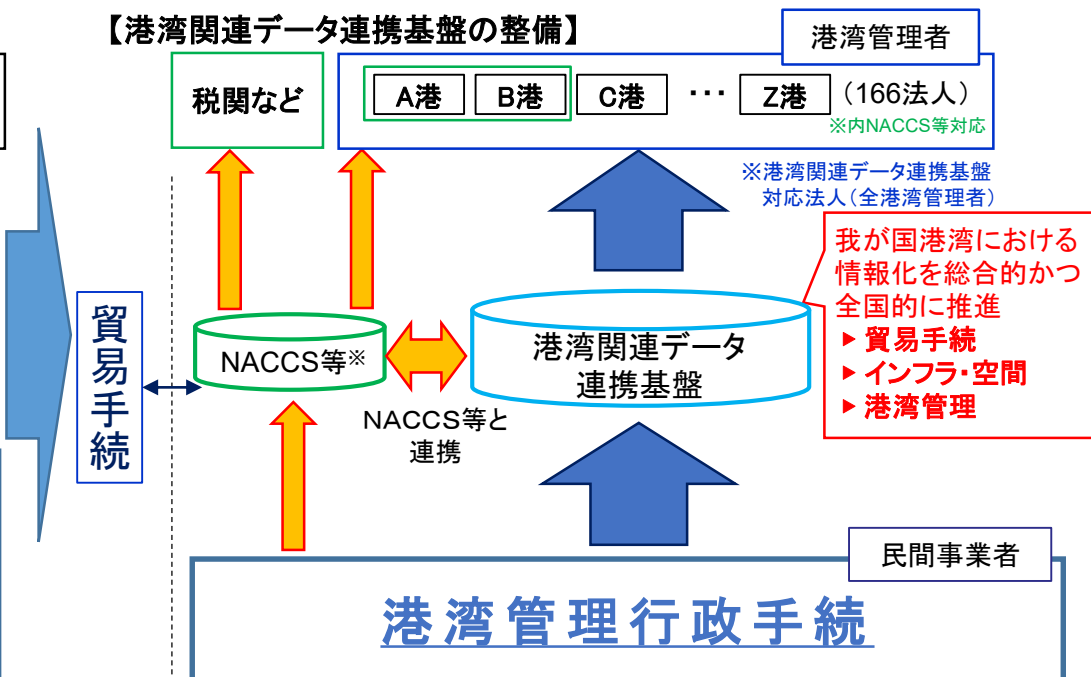 【港湾関連データ連携基盤の整備】
港湾管理者
税関など
A港 B港 C港 ･･･ Z港 (166法人)
※内NACCS等対応
※港湾関連データ連携基盤
対応法人(全港湾管理者)
我が国港湾における
情報化を総合的かつ
全国的に推進
▶ 貿易手続
▶ インフラ・空間
▶ 港湾管理
貿易手続
NACCS等※
港湾関連データ
連携基盤
NACCS等と
連携
民間事業者
港湾管理行政手続